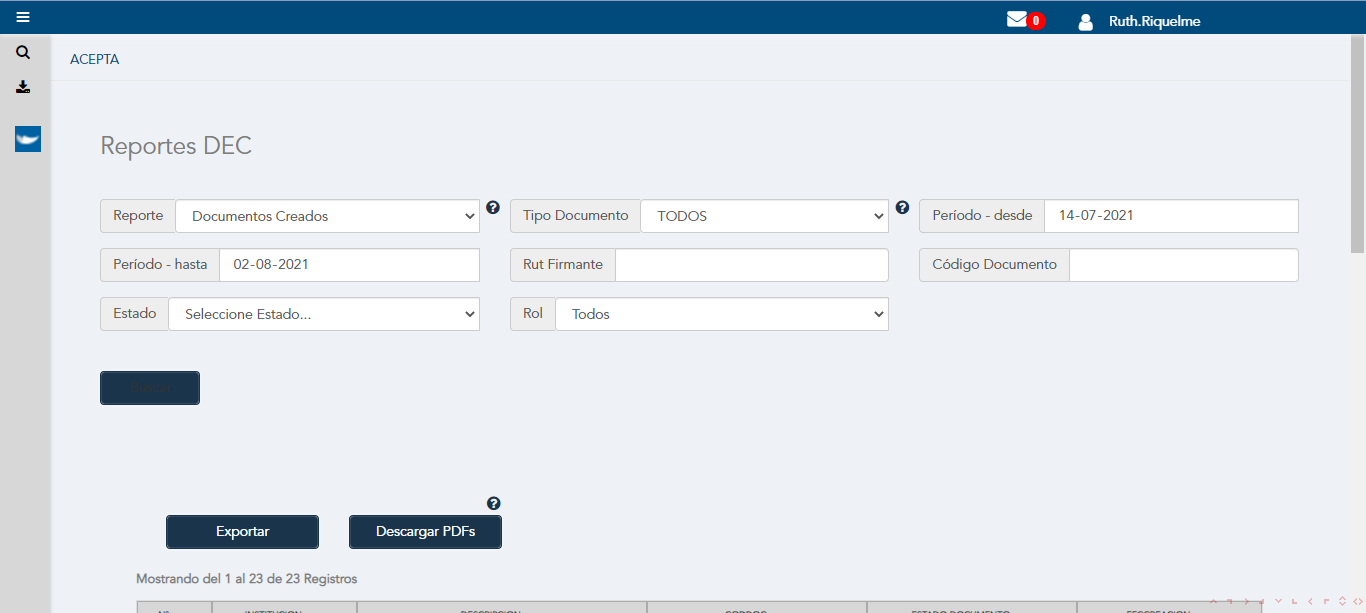 0 Ruth.Riquelme
ACEPTA
Reportes DEC
Reporte Documentos Creados Tipo Documento TODOS Período - desde 14-07-2021
Período - hasta 02-08-2021 Rut Firmante Código Documento
Estado Seleccione Estado... Rol Todos
Exportar Descargar PDFs
Mostrando del 1 al 23 de 23 Registros